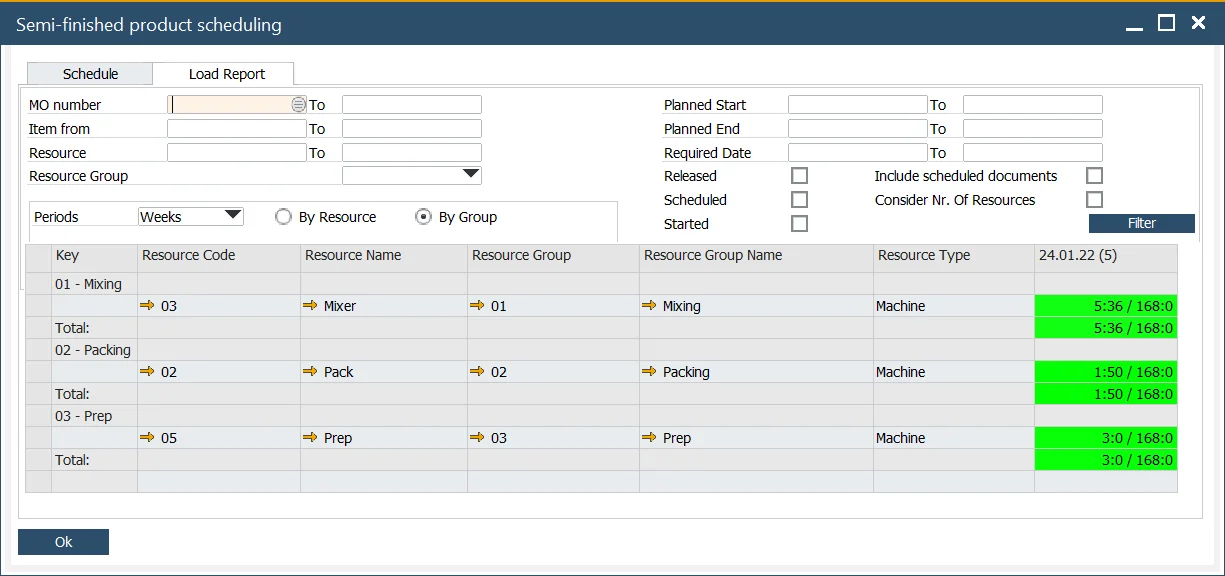 Semi-finished product scheduling
Schedule Load Report
MO number To Planned Start To
Item from To Planned End To
Resource To Required Date To
Resource Group Released Include scheduled documents
Scheduled Consider Nr. Of Resources
Periods Weeks By Resource By Group Started Filter
Key Resource Code Resource Name Resource Group Resource Group Name Resource Type 24.01.22 (5)
01 - Mixing
03 Mixer 01 Mixing Machine 5:36 / 168:0
Total: 5:36 / 168:0
02 - Packing
02 Pack 02 Packing Machine 1:50 / 168:0
Total: 1:50 / 168:0
03 - Prep
05 Prep 03 Prep Machine 3:0 / 168:0
Total: 3:0 / 168:0
Ok